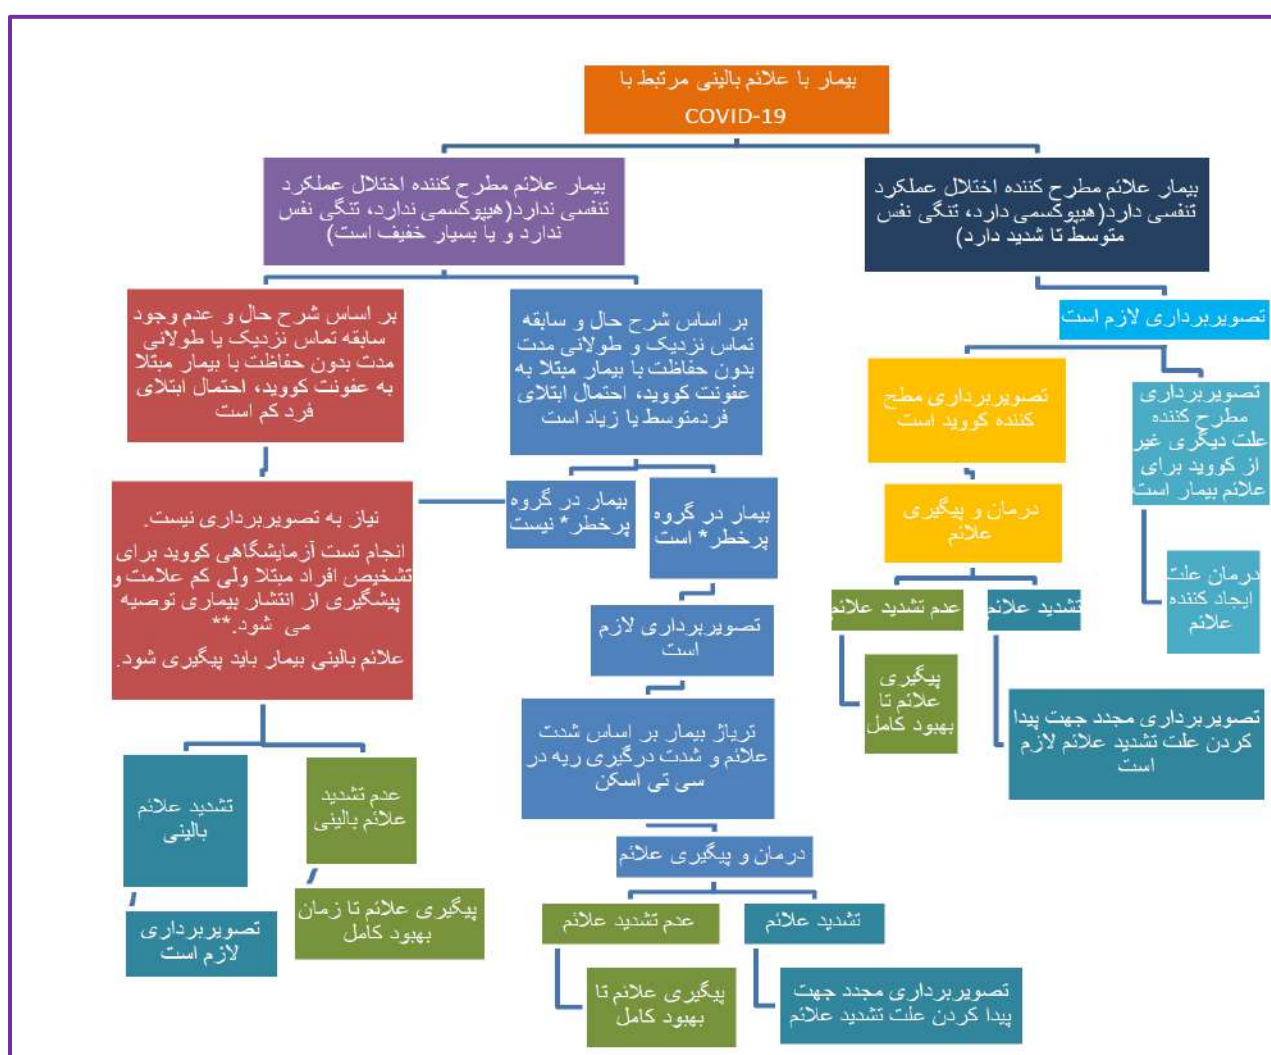 بیمار با علائم بالینی مرتبط با
COVID-19
بیمار علائم مطرح کننده اختلال عملکرد
تنفسی دارد(هیپوکسمی دارد، تنگی نفس
متوسط تا شدید دارد)
بیمار علائم مطرح کننده اختلال عملکرد
تنفسی ندارد(هیپوکسمی ندارد، تنگی نفس
ندارد و یا بسیار خفیف است)
تصویربرداری لازم است
تصویربرداری
مطرح کننده
علت دیگری غیر
از کووید برای
علائم بیمار است
درمان علت
ایجاد کننده
علائم
تصویربرداری مطح
کننده کووید است
درمان و پیگیری
علائم
تشدید علائم
تصویربرداری مجدد جهت پیدا
کردن علت تشدید علائم لازم
است
عدم تشدید علائم
پیگیری
علائم تا
بهبود کامل
بر اساس شرح حال و سابقه
تماس نزدیک و طولانی مدت
بدون حفاظت با بیمار مبتلا به
عفونت کووید، احتمال ابتلای
فردمتوسط یا زیاد است
بیمار در گروه
پرخطر* است
بیمار در گروه
پرخطر* نیست
تصویربرداری لازم
است
تریاژ بیمار بر اساس شدت
علائم و شدت درگیری ریه در
سی تی اسکن
درمان و پیگیری علائم
تشدید علائم
تصویربرداری مجدد جهت
پیدا کردن علت تشدید علائم
عدم تشدید علائم
پیگیری علائم تا
بهبود کامل
بر اساس شرح حال و عدم وجود
سابقه تماس نزدیک یا طولانی
مدت بدون حفاظت با بیمار مبتلا
به عفونت کووید، احتمال ابتلای
فرد کم است
نیاز به تصویربرداری نیست.
انجام تست آزمایشگاهی کووید برای
تشخیص افراد مبتلا ولی کم علامت و
پیشگیری از انتشار بیماری توصیه
می شود.**
علائم بالینی بیمار باید پیگیری شود.
عدم تشدید
علائم بالینی
پیگیری علائم تا زمان
بهبود کامل
تشدید علائم
بالینی
تصویربرداری
لازم است